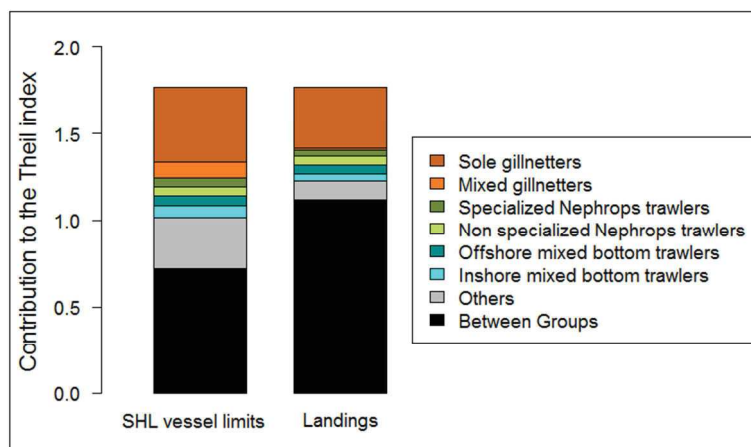 Contribution to the Theil index
2.0
1.5
1.0
0.5
0.0
SHL vessel limits
Landings
Sole gillnetters
Mixed gillnetters
Specialized Nephrops trawlers
Non specialized Nephrops trawlers
Offshore mixed bottom trawlers
Inshore mixed bottom trawlers
Others
Between Groups